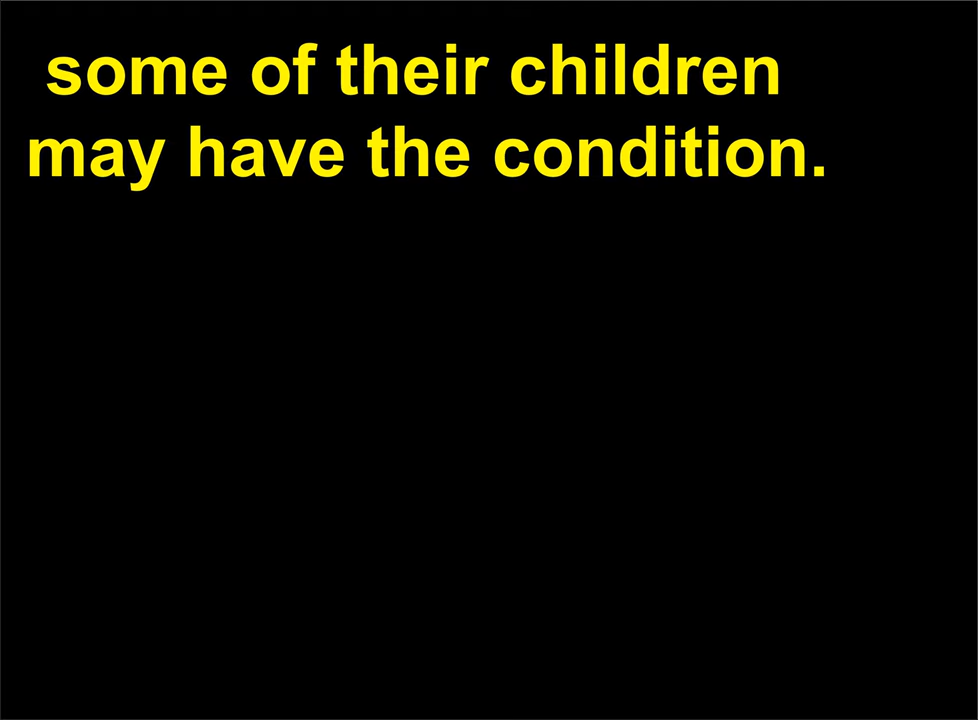 some of their children
may have the condition.